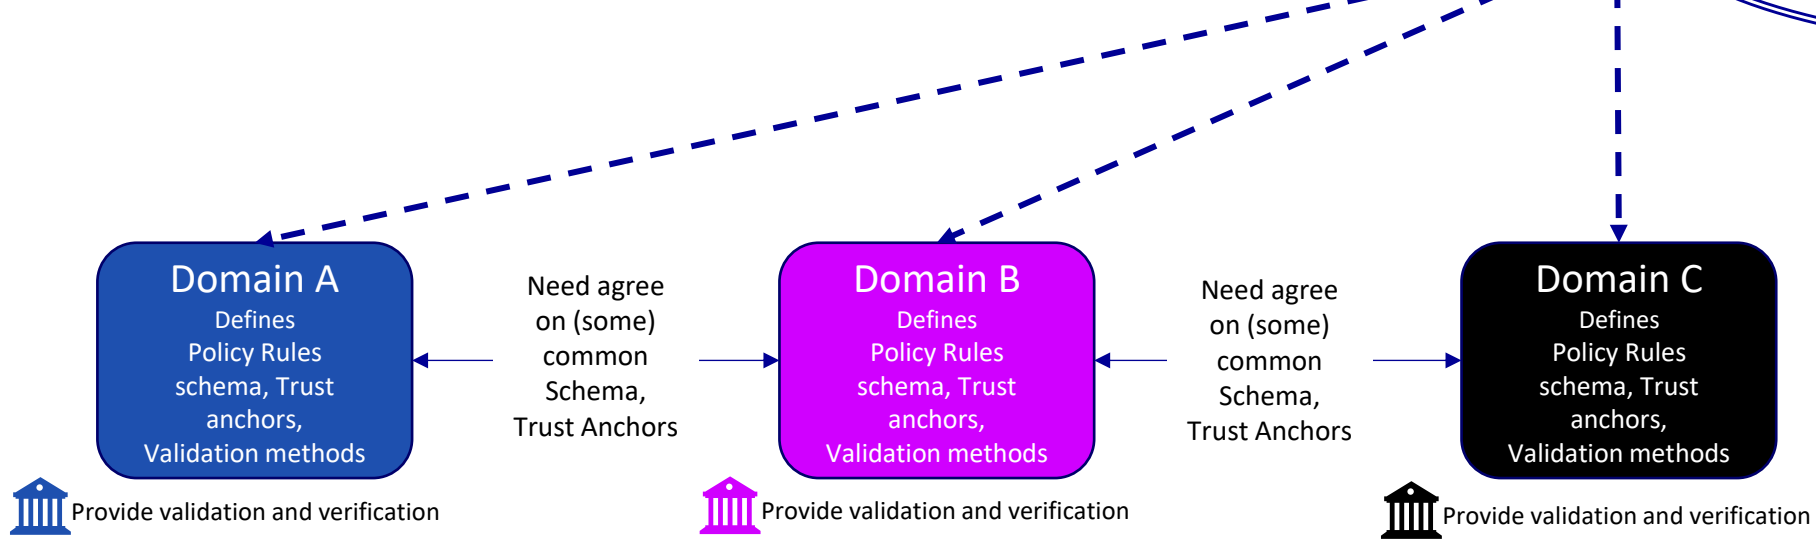 Domain A
Defines
Policy Rules
schema, Trust
anchors,
Validation methods
Need agree
on (some)
common
Schema,
Trust Anchors
Domain B
Defines
Policy Rules
schema, Trust
anchors,
Validation methods
Need agree
on (some)
common
Schema,
Trust Anchors
Domain C
Defines
Policy Rules
schema, Trust
anchors,
Validation methods
Provide validation and verification
Provide validation and verification
Provide validation and verification